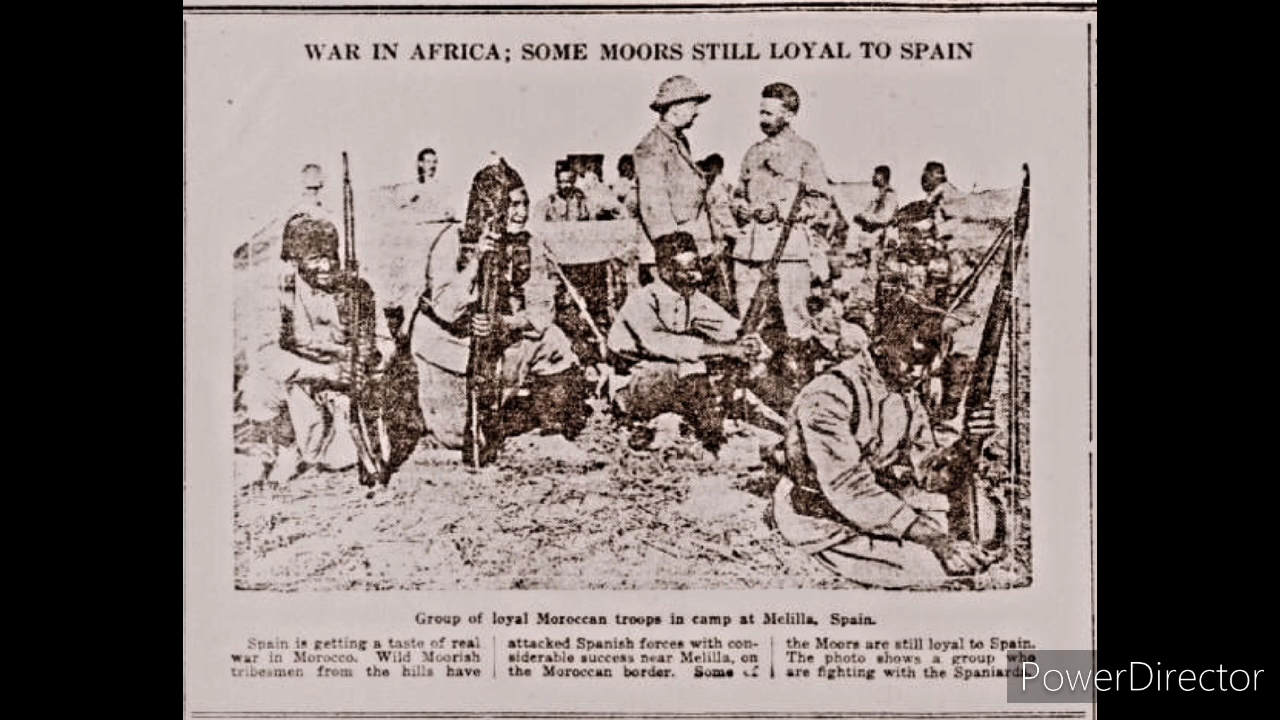 WAR IN AFRICA; SOME MOORS STILL LOYAL TO SPAIN
Group of loyal Moroccan troops in camp at Melilla, Spain.
Spain is getting a taste of real
war in Morocco. Wild Moorish
tribesmen from the hills have
attacked Spanish forces with con-
siderable success near Melilla, on
the Moroccan border. Some of
the Moors are still loyal to Spain.
The photo shows a group who
are fighting with the Spaniards
PowerDirector